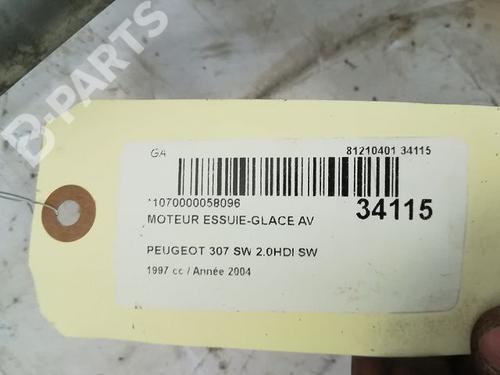 B-PARTS
G4
81210401 34115
*1070000058096
34115
MOTEUR ESSUIE-GLACE AV
PEUGEOT 307 SW 2.0HDI SW
1997 cc / Année 2004